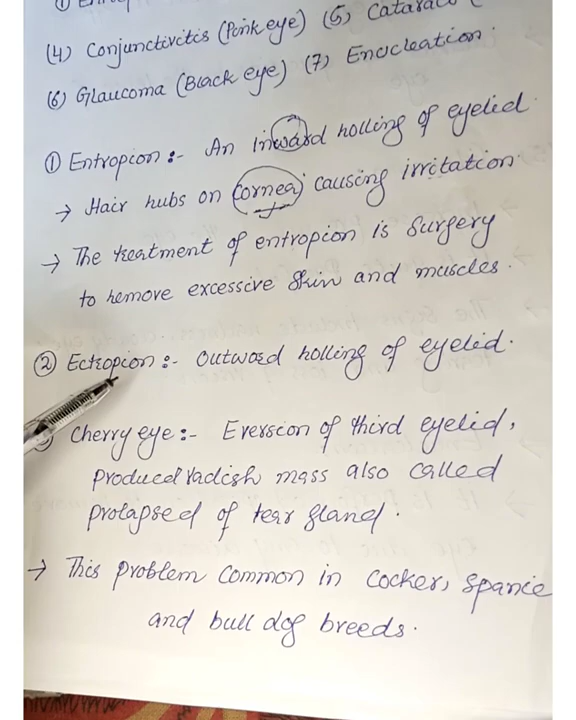 (4) Conjunctivitis (Pink eye) (5) Catarac
(6) Glaucoma (Black eye) (7) Enucleation.
① Entropion :- An inward rolling of eyelid.
→ Hair rubs on cornea causing irritation.
→ The treatment of entropion is surgery
to remove excessive skin and muscles.
② Ectropion :- Outward rolling of eyelid.
Cherry eye :- Eversion of third eyelid,
produced radish mass also called
prolapsed of tear gland.
→ This problem common in cocker, spanie
and bull dog breeds.